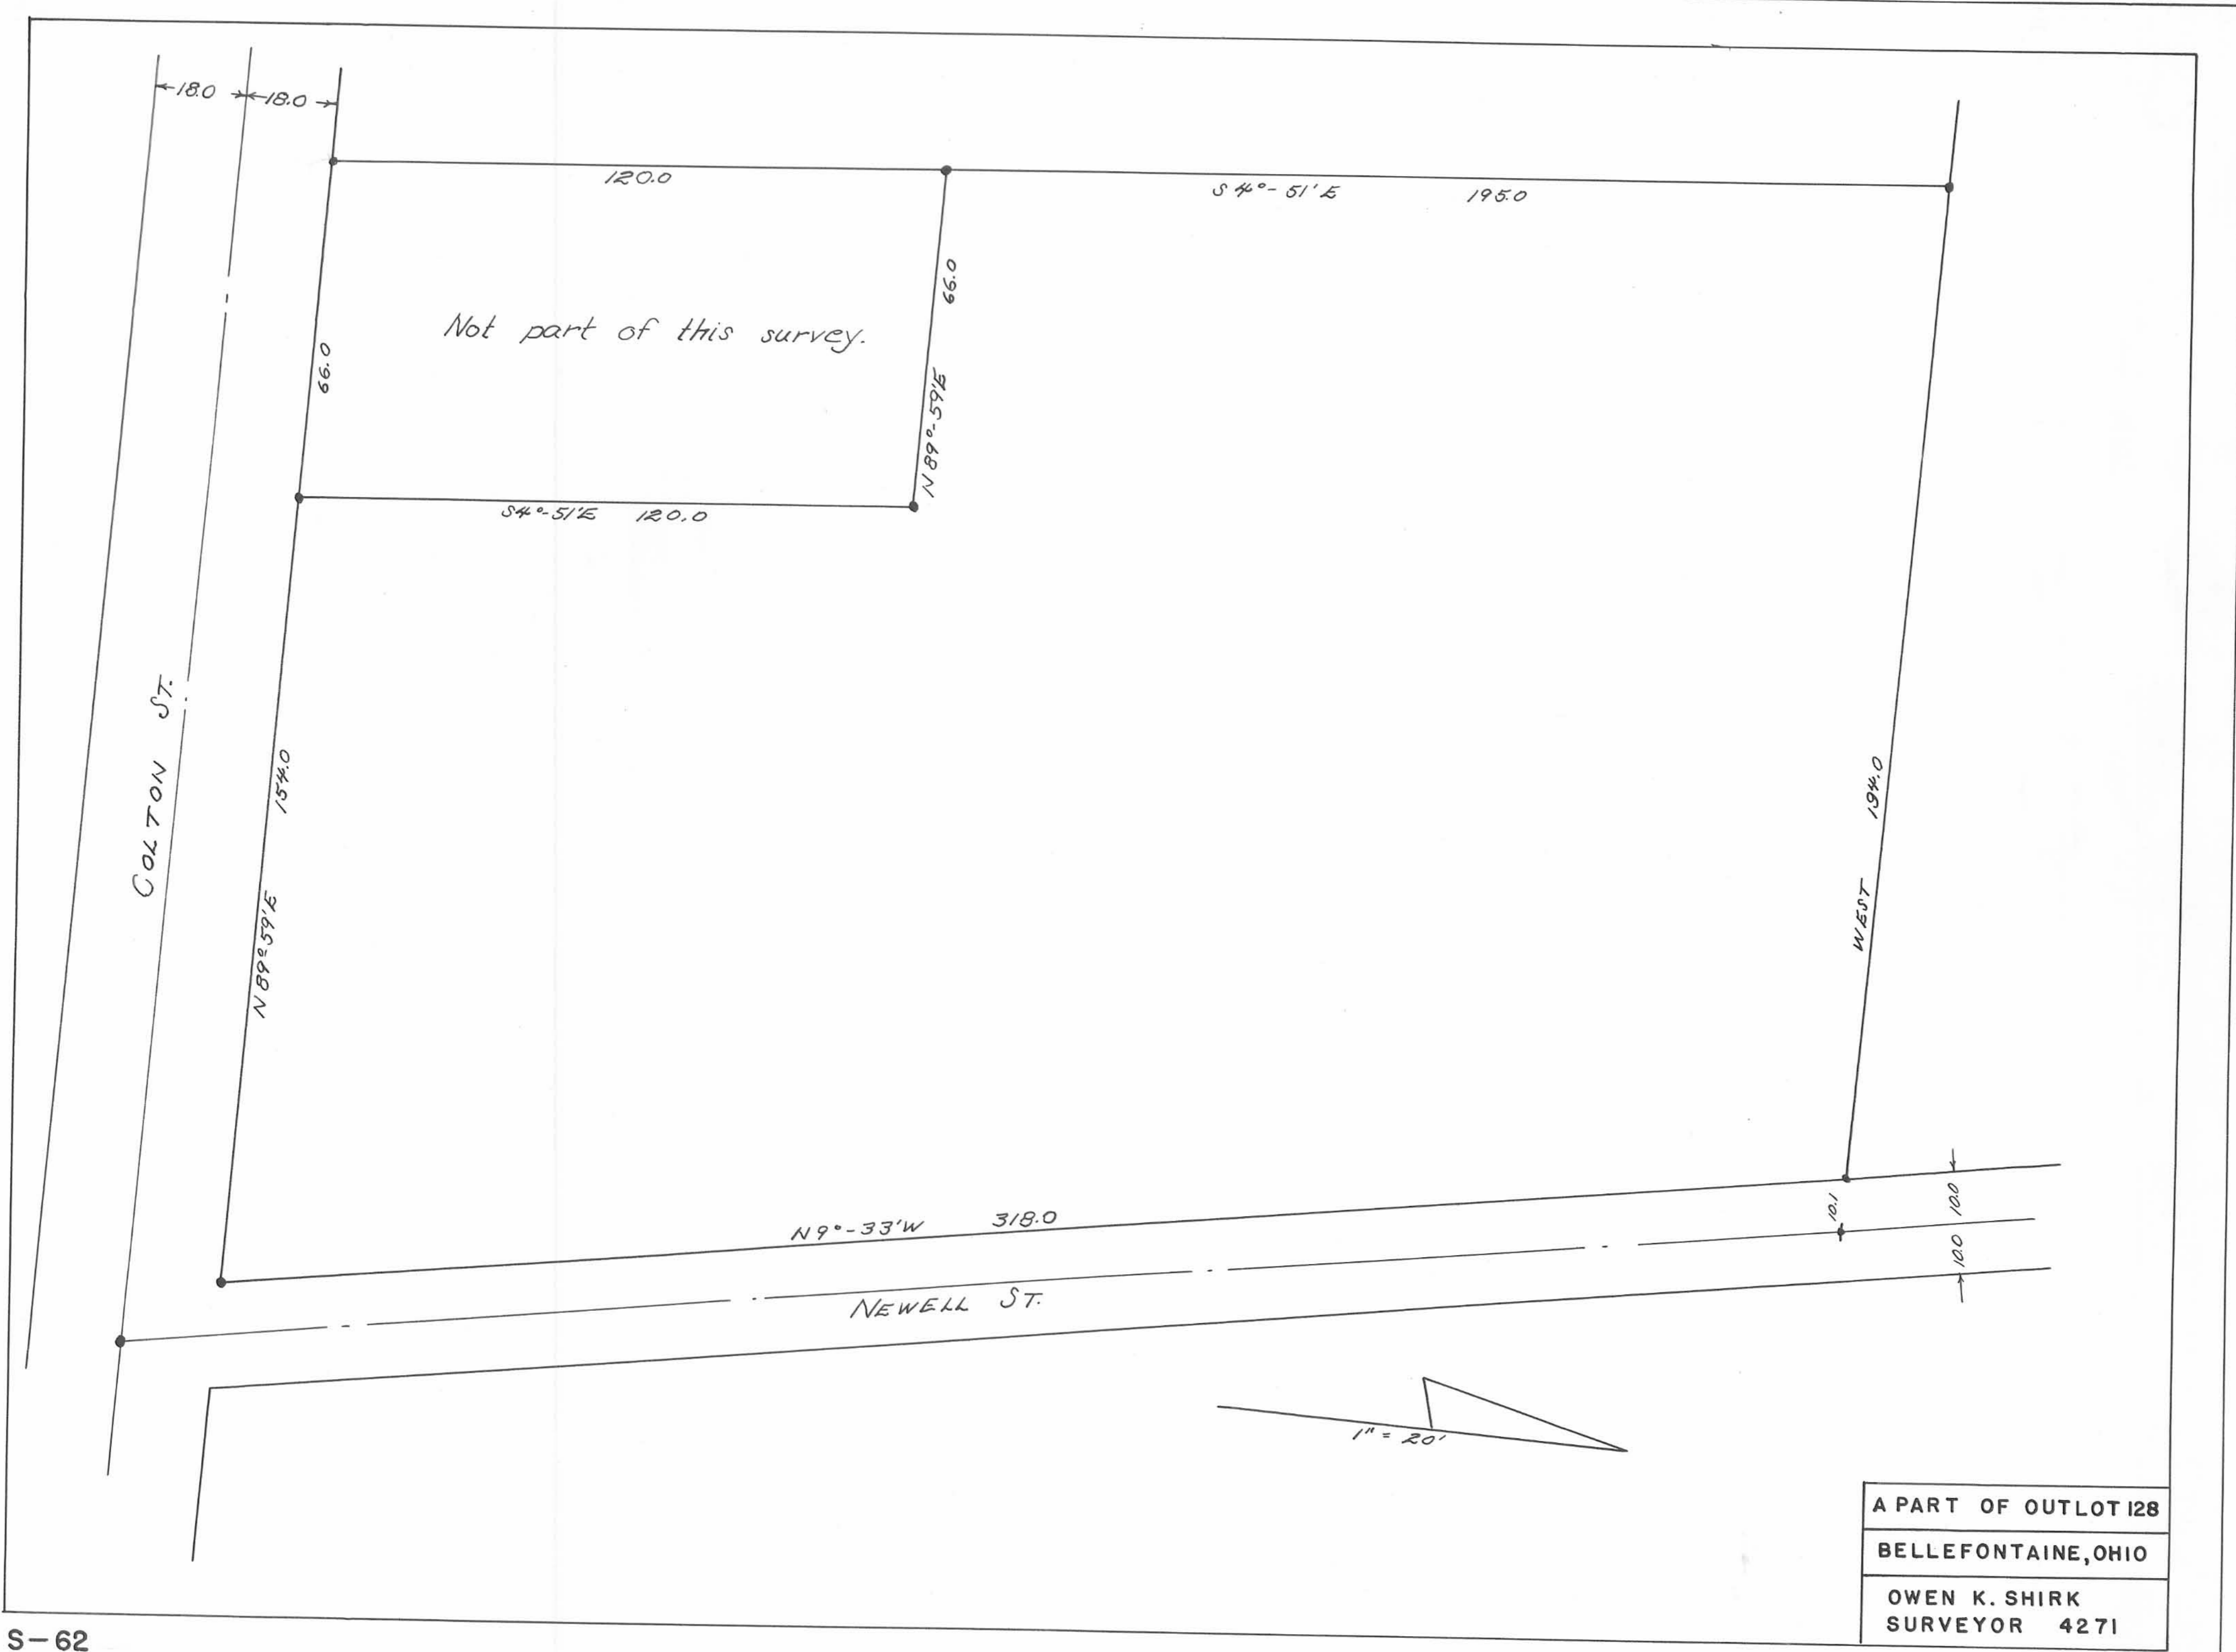 18.0 18.0
120.0
S 4°- 51' E 195.0
66.0
Not part of this survey.
66.0
N 89°- 59' E
S 4°- 51' E 120.0
COLTON ST.
154.0
N 89° 59' E
194.0
WEST
N 9° - 33' W 318.0
10.1
10.0
10.0
NEWELL ST.
1" = 20'
A PART OF OUTLOT 128
BELLEFONTAINE, OHIO
OWEN K. SHIRK
SURVEYOR 4271
S-62